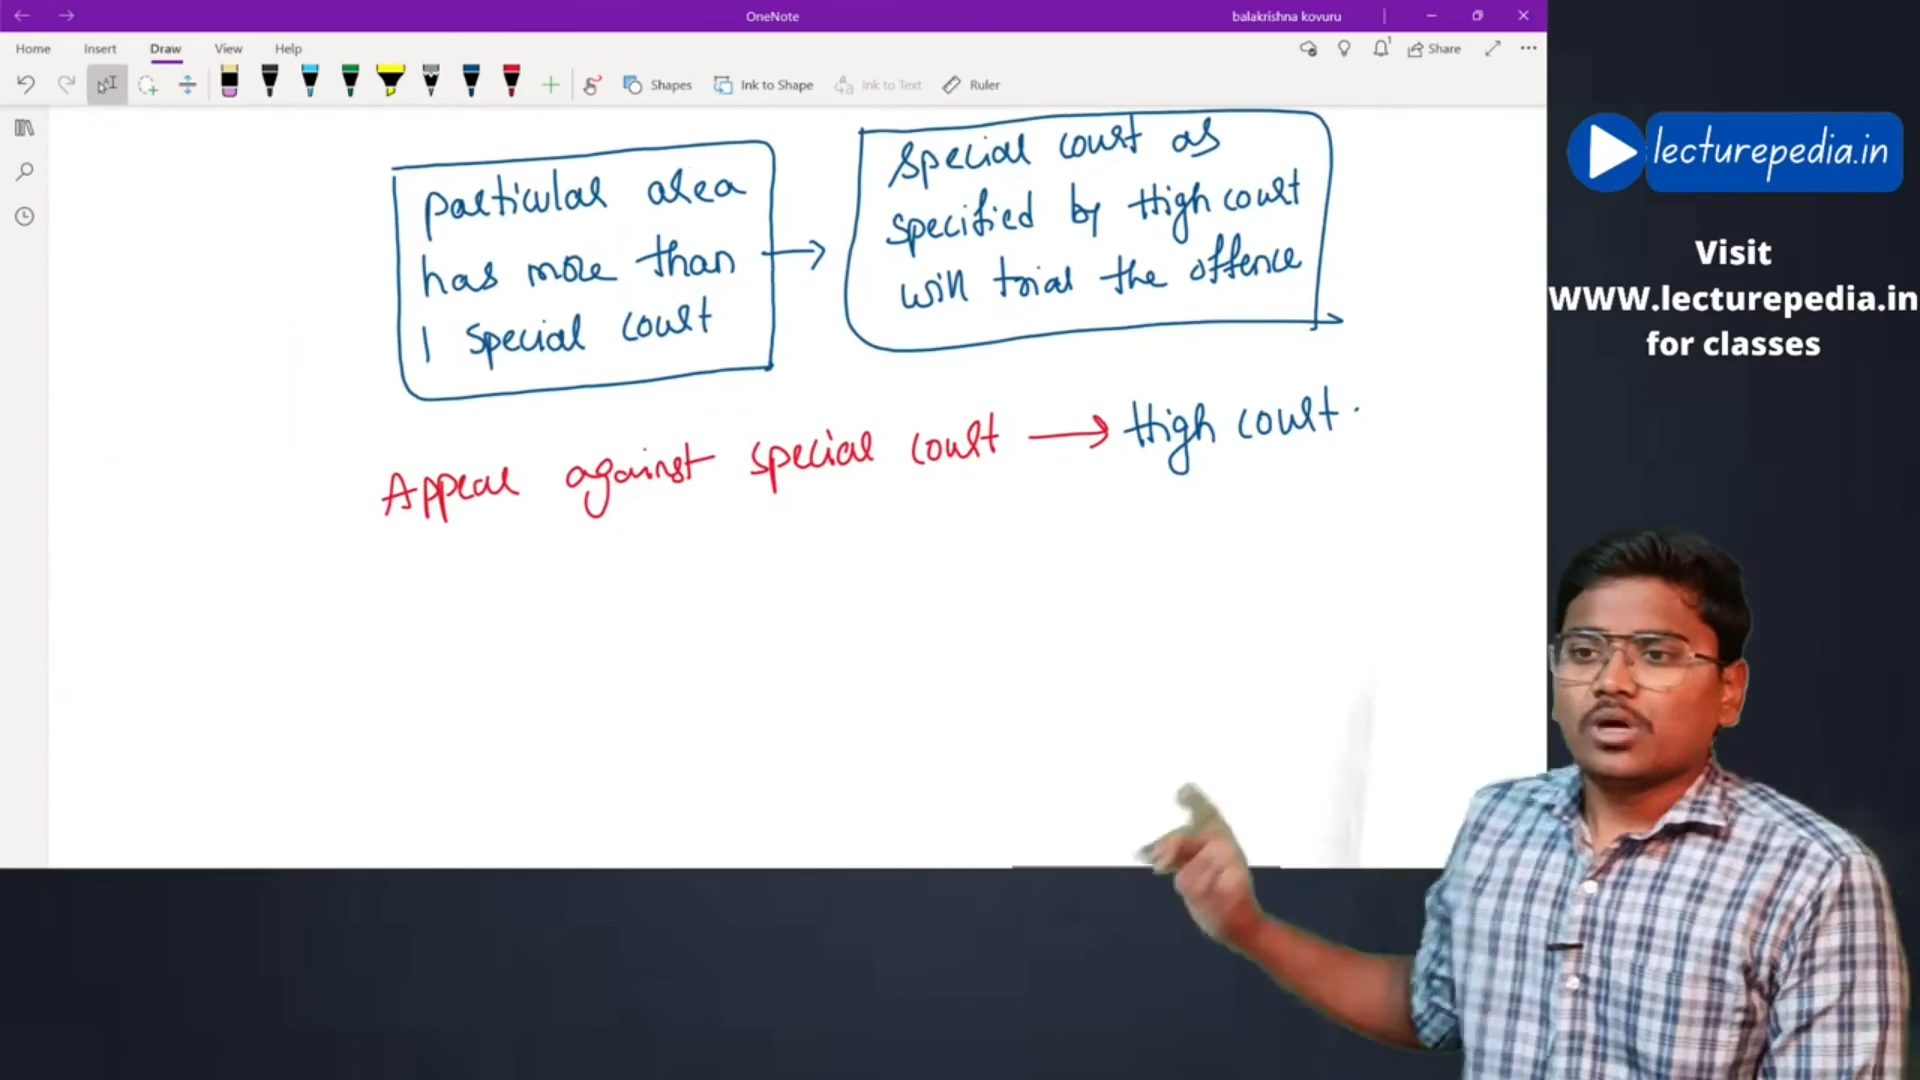 OneNote
balakrishna kovuru
Home Insert Draw View Help
1
Share
Shapes
Ink to Shape
Ink to Text
Ruler
particular area
has more than
1 special court
special court as
specified by High court
will trial the offence
Appeal against special court → High court.
lecturepedia.in
Visit
WWW.lecturepedia.in
for classes